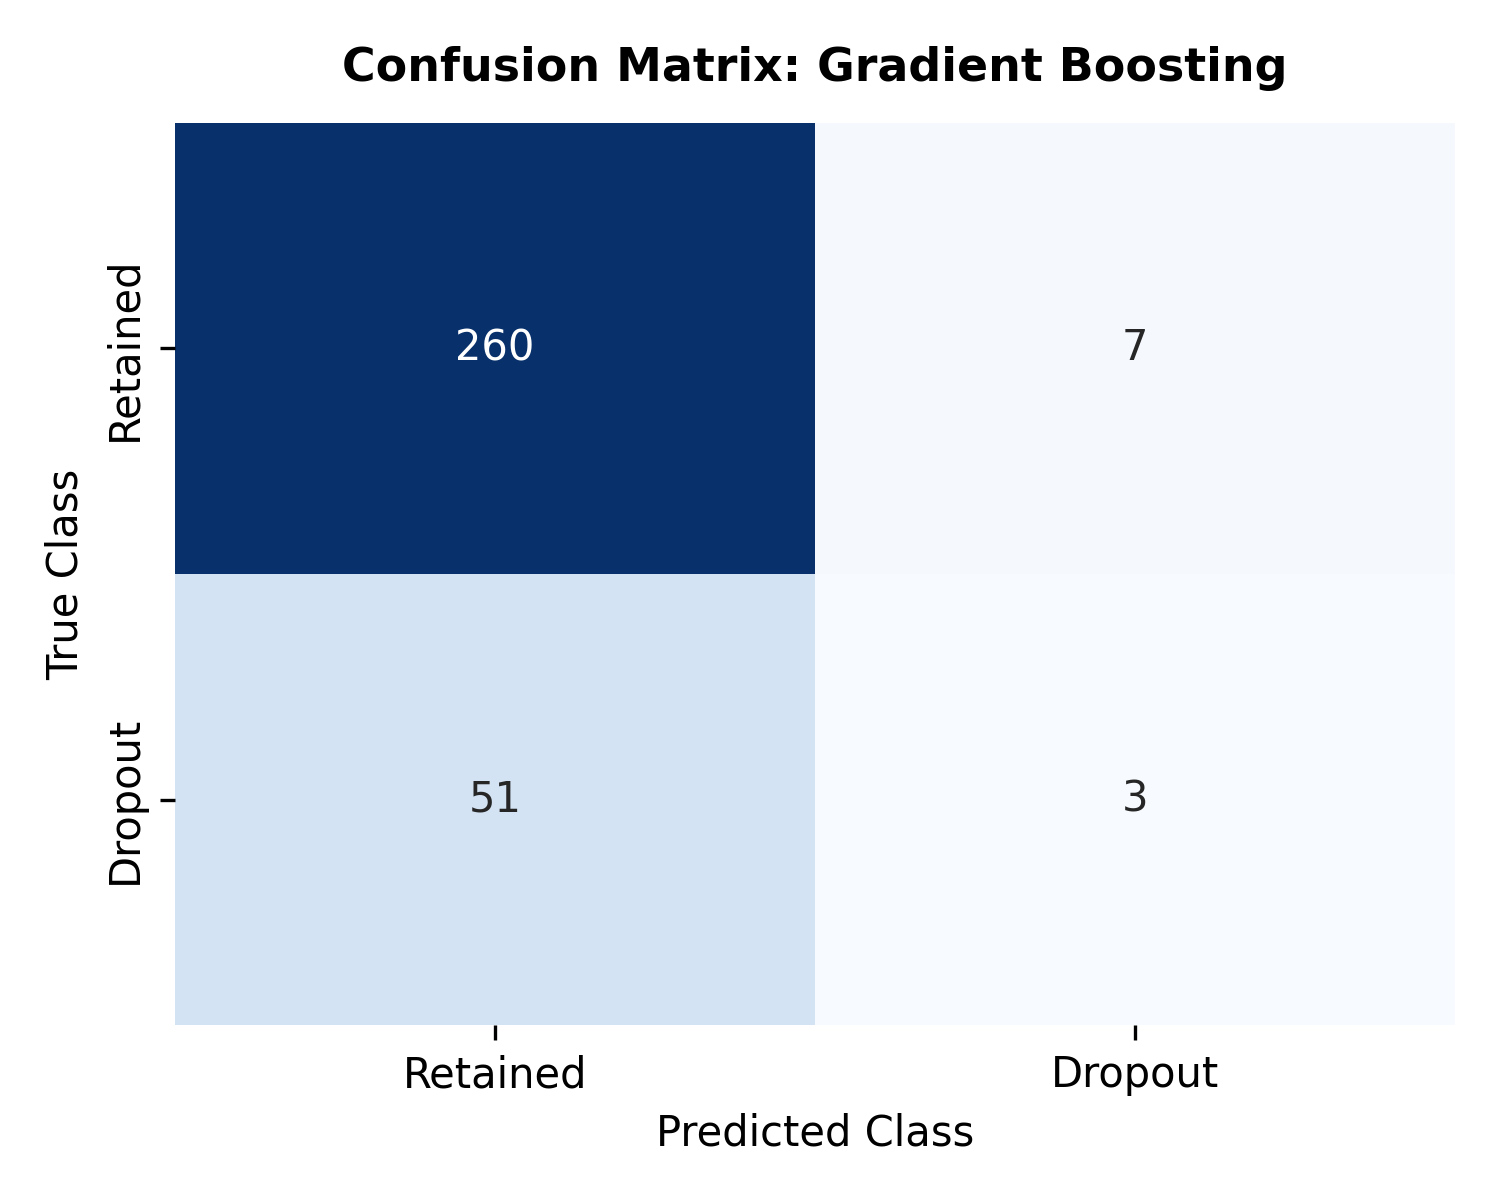 Confusion Matrix: Gradient Boosting
True Class
Retained
260
7
Dropout
51
3
Retained
Dropout
Predicted Class